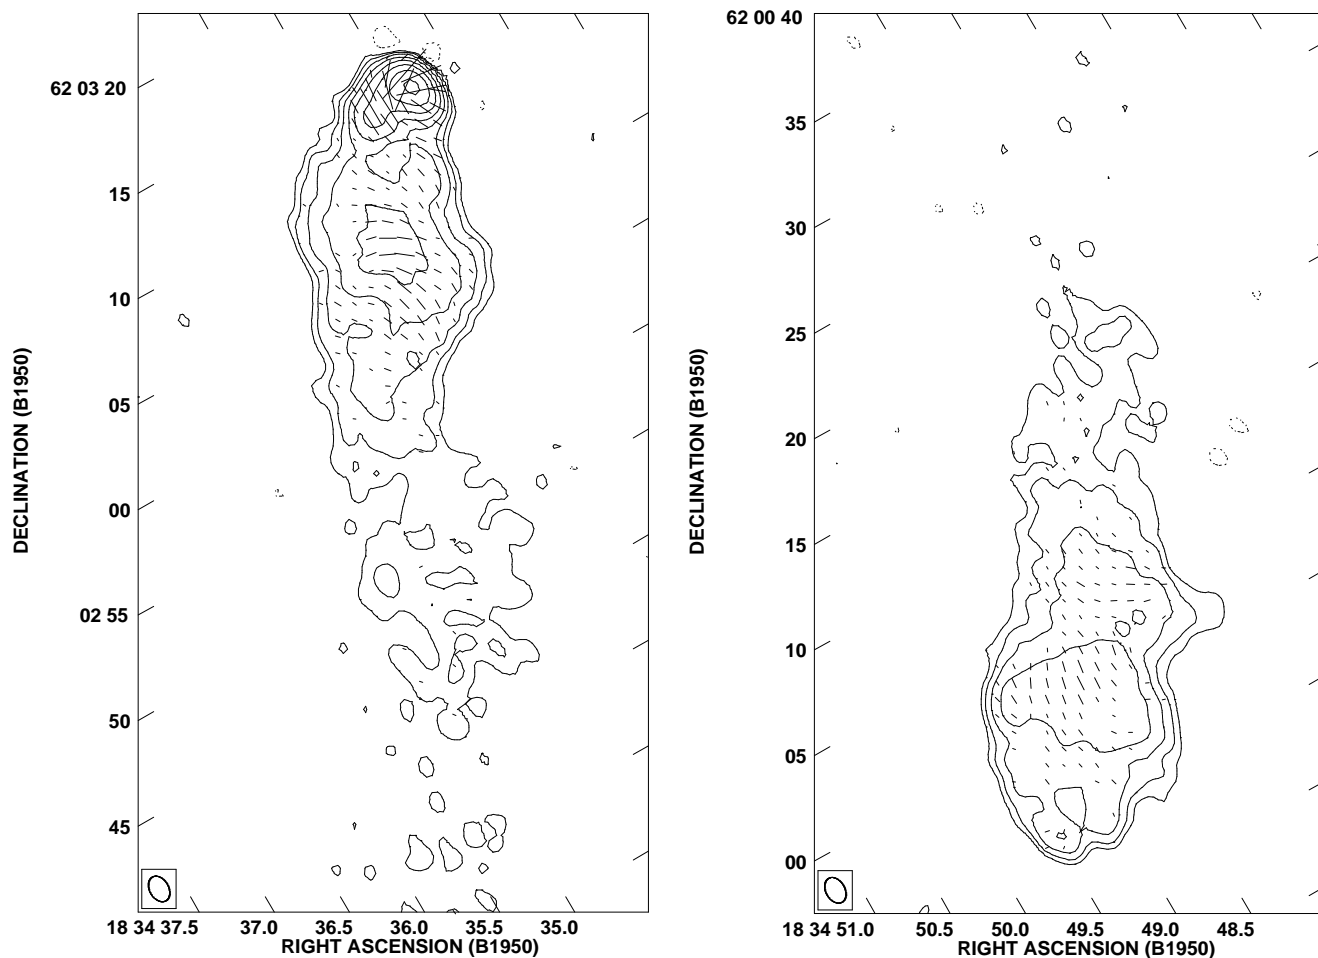 62 03 20
15
10
05
00
02 55
50
45
DECLINATION (B1950)
18 34 37.5 37.0 36.5 36.0 35.5 35.0
RIGHT ASCENSION (B1950)
62 00 40
35
30
25
20
15
10
05
00
DECLINATION (B1950)
18 34 51.0 50.5 50.0 49.5 49.0 48.5
RIGHT ASCENSION (B1950)